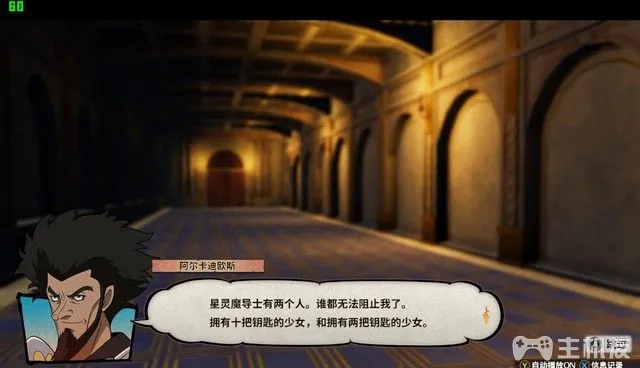 60
阿尔卡迪欧斯
星灵魔导士有两个人。谁都无法阻止我了。
拥有十把钥匙的少女，和拥有两把钥匙的少女。
主机侠
Y 自动播放ON X 信息记录